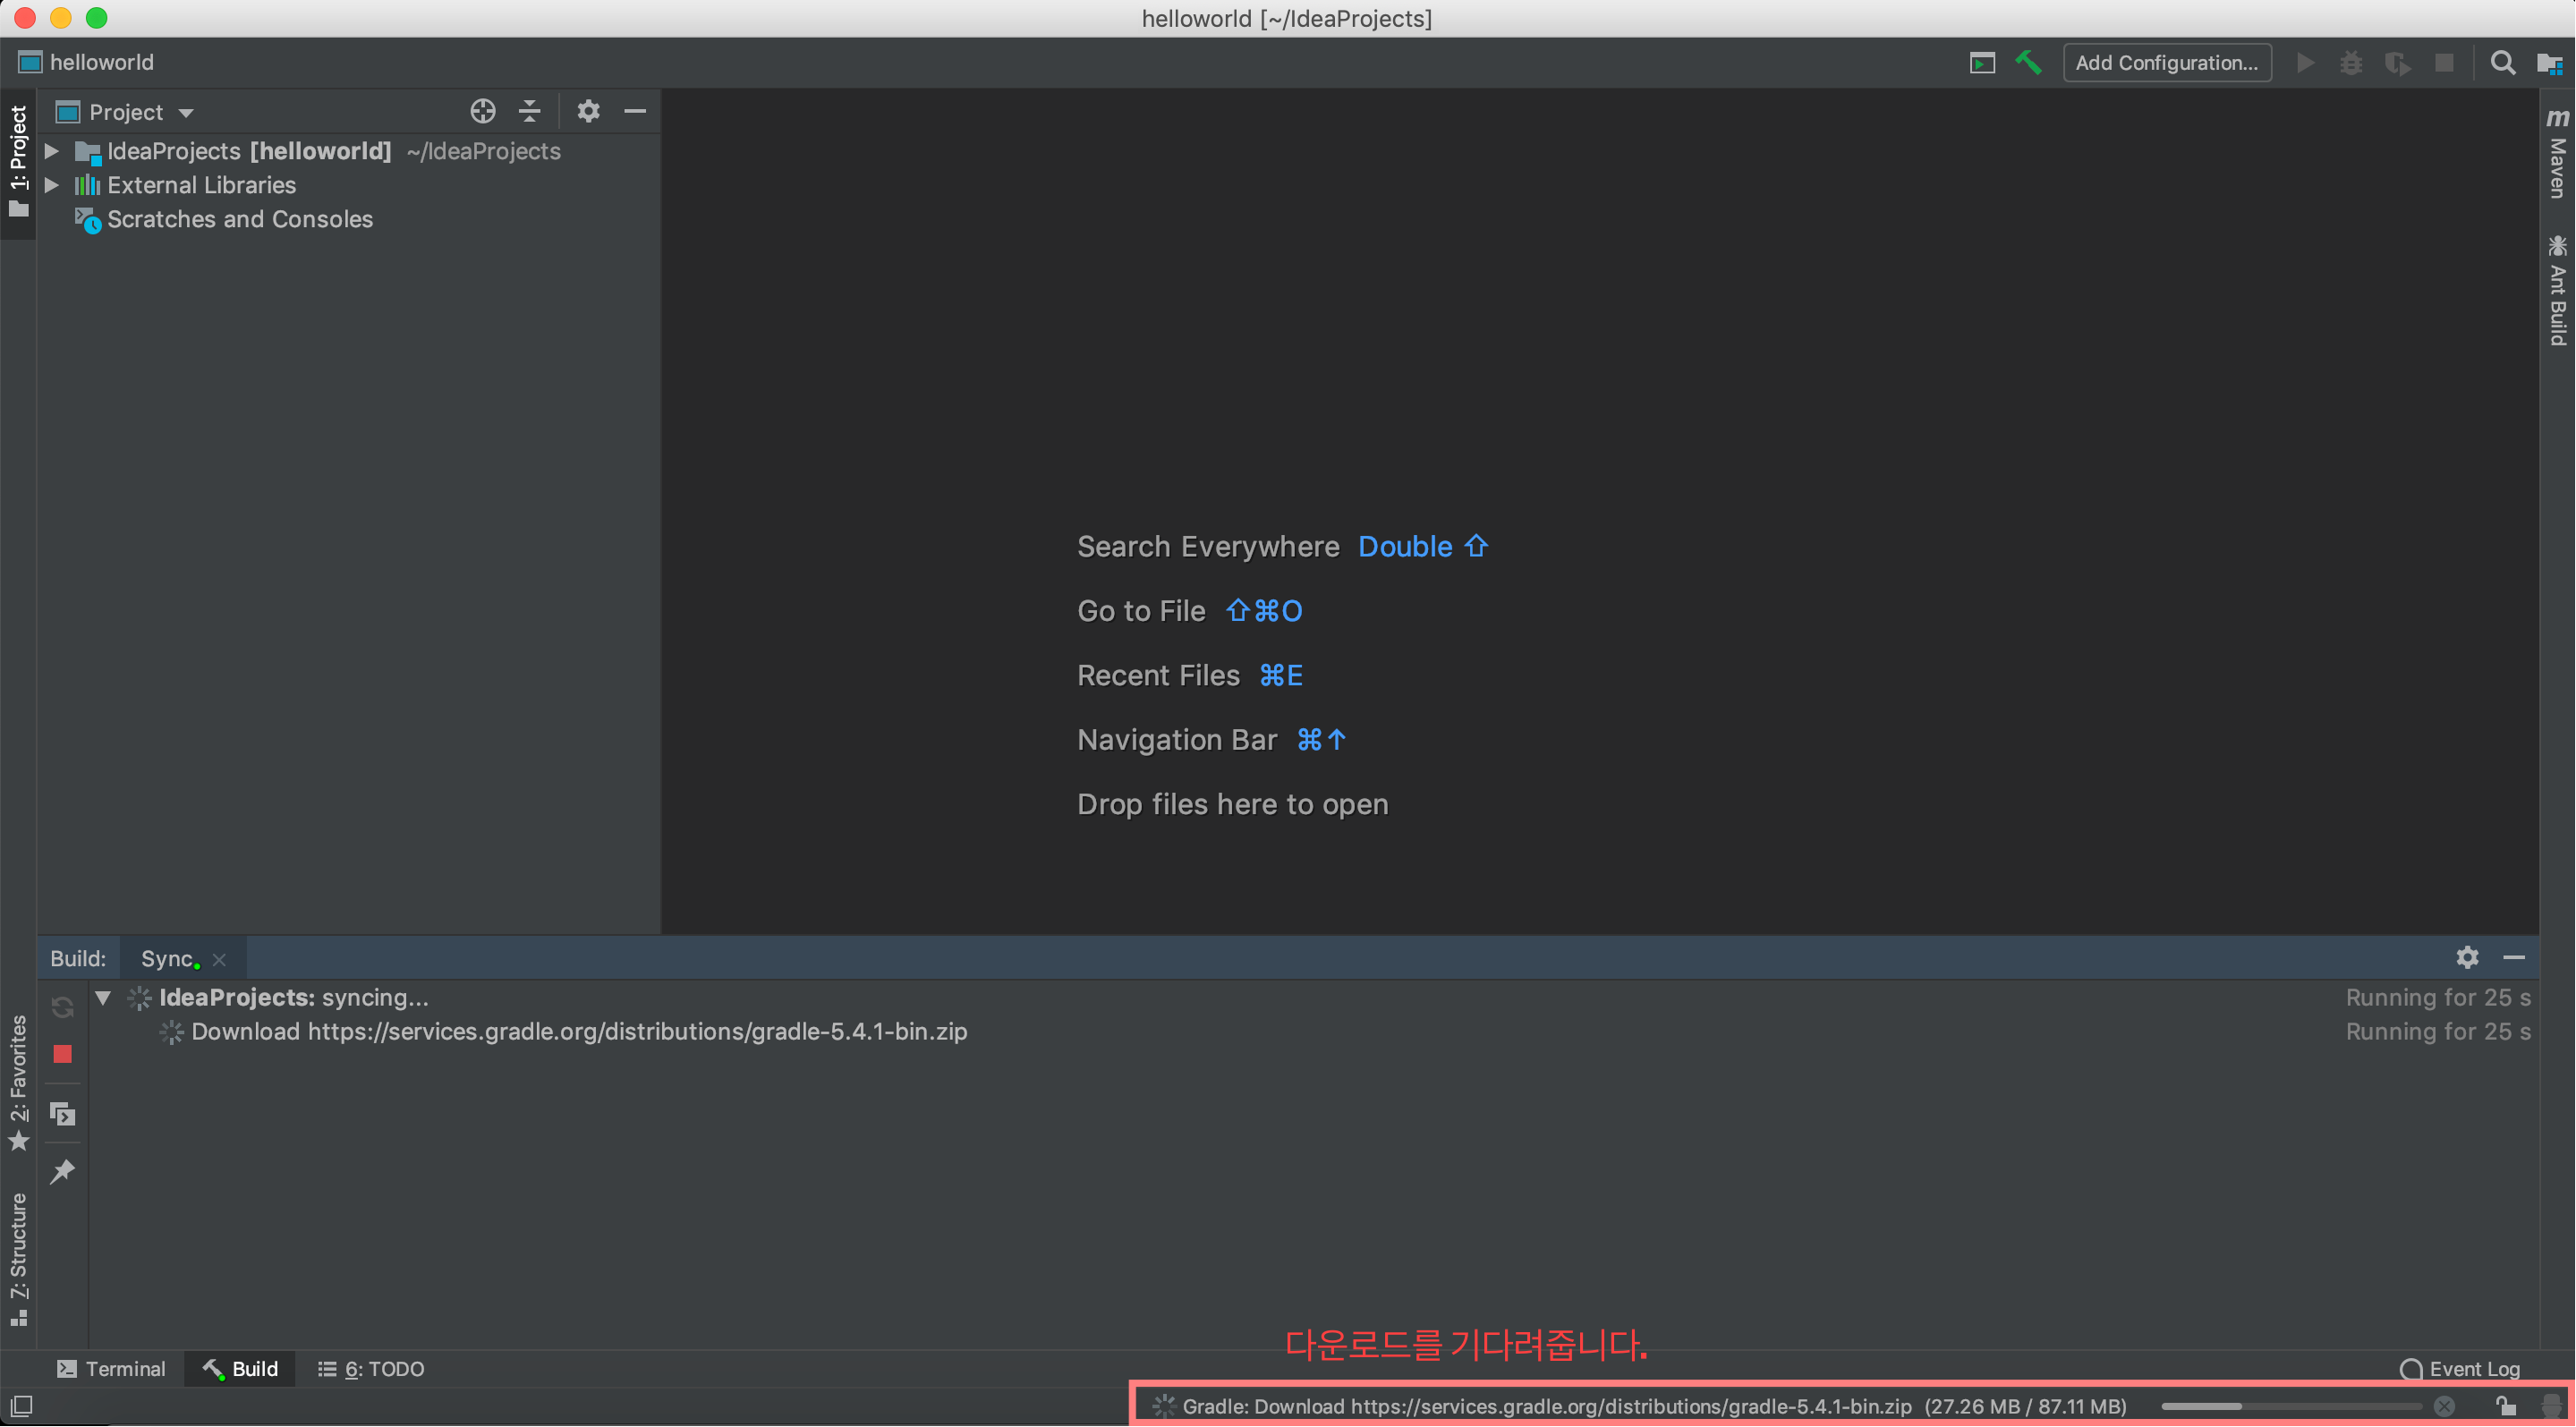 helloworld [~/IdeaProjects]
helloworld
Add Configuration...
1: Project
Project
IdeaProjects [helloworld] ~/IdeaProjects
External Libraries
Scratches and Consoles
m Maven
Ant Build
Search Everywhere Double ⇧
Go to File ⇧⌘O
Recent Files ⌘E
Navigation Bar ⌘↑
Drop files here to open
Build: Sync
IdeaProjects: syncing... Running for 25 s
Download https://services.gradle.org/distributions/gradle-5.4.1-bin.zip Running for 25 s
2: Favorites
7: Structure
다운로드를 기다려줍니다.
Terminal Build 6: TODO Event Log
Gradle: Download https://services.gradle.org/distributions/gradle-5.4.1-bin.zip (27.26 MB / 87.11 MB)